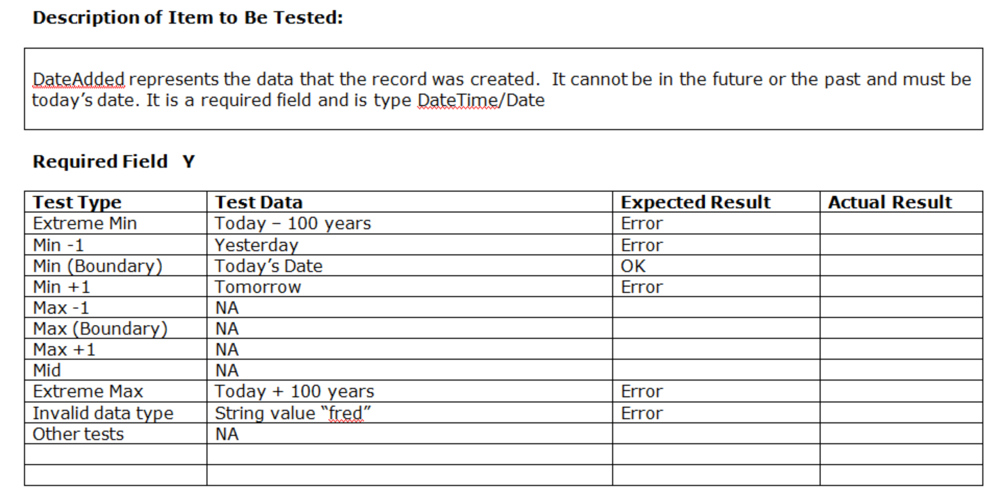 Description of Item to Be Tested:
DateAdded represents the data that the record was created.  It cannot be in the future or the past and must be
today’s date. It is a required field and is type DateTime/Date
Required Field   Y
Test Type Test Data Expected Result Actual Result
Extreme Min Today – 100 years Error
Min -1 Yesterday Error
Min (Boundary) Today’s Date OK
Min +1 Tomorrow Error
Max -1 NA
Max (Boundary) NA
Max +1 NA
Mid NA
Extreme Max Today + 100 years Error
Invalid data type String value “fred” Error
Other tests NA